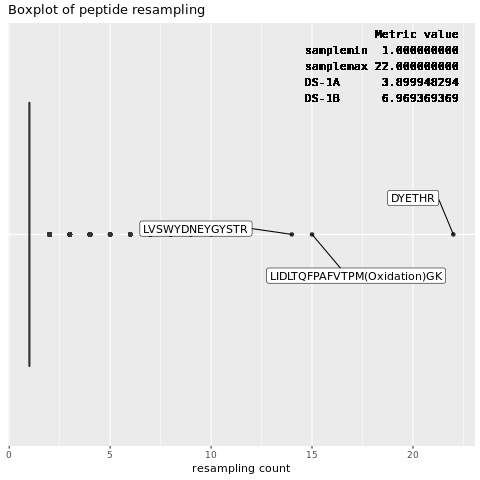 Boxplot of peptide resampling
Metric value
samplemin 1.000000000
samplemax 22.000000000
DS-1A 3.899948294
DS-1B 6.969369369
DYETHR
LVSWYDNEYGYSTR
LIDLTQFPAFVTPM(Oxidation)GK
0 5 10 15 20
resampling count